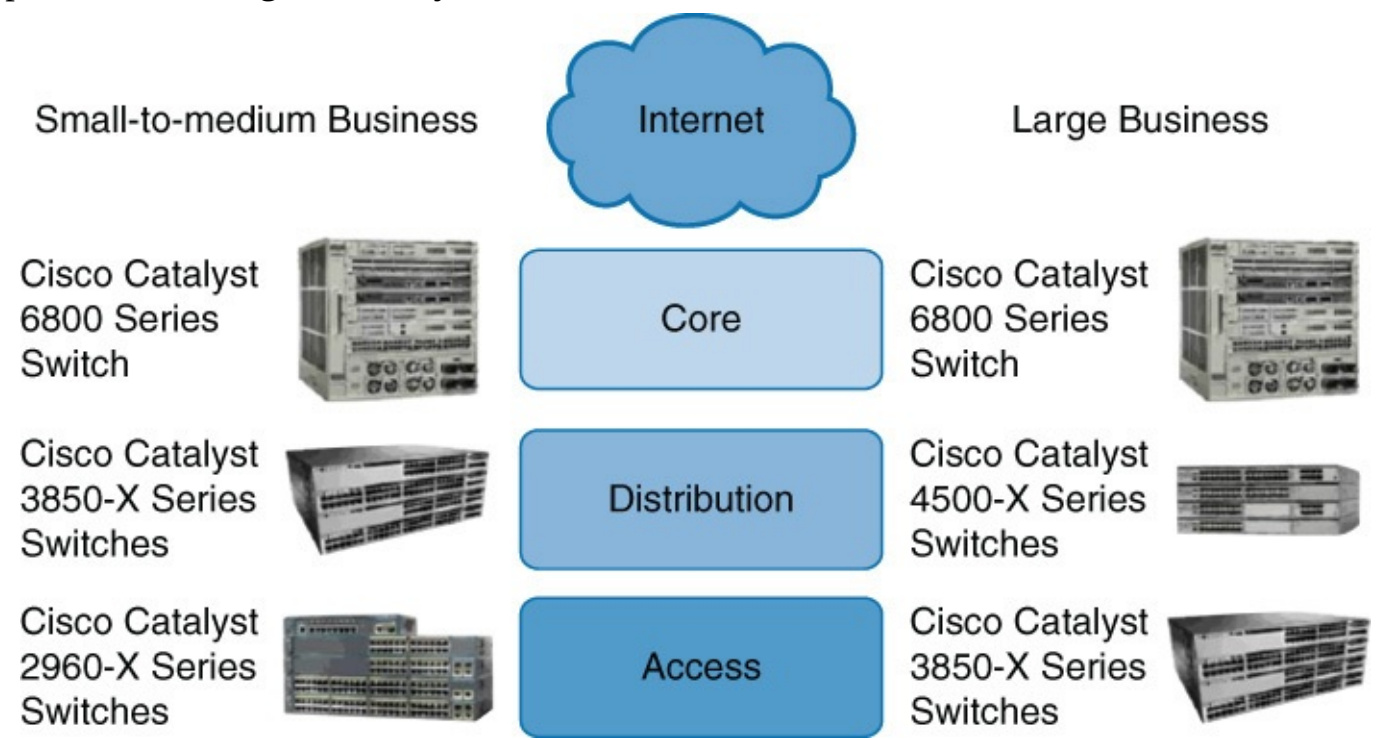 Small-to-medium Business
Internet
Large Business
Cisco Catalyst
6800 Series
Switch
Core
Cisco Catalyst
6800 Series
Switch
Cisco Catalyst
3850-X Series
Switches
Distribution
Cisco Catalyst
4500-X Series
Switches
Cisco Catalyst
2960-X Series
Switches
Access
Cisco Catalyst
3850-X Series
Switches